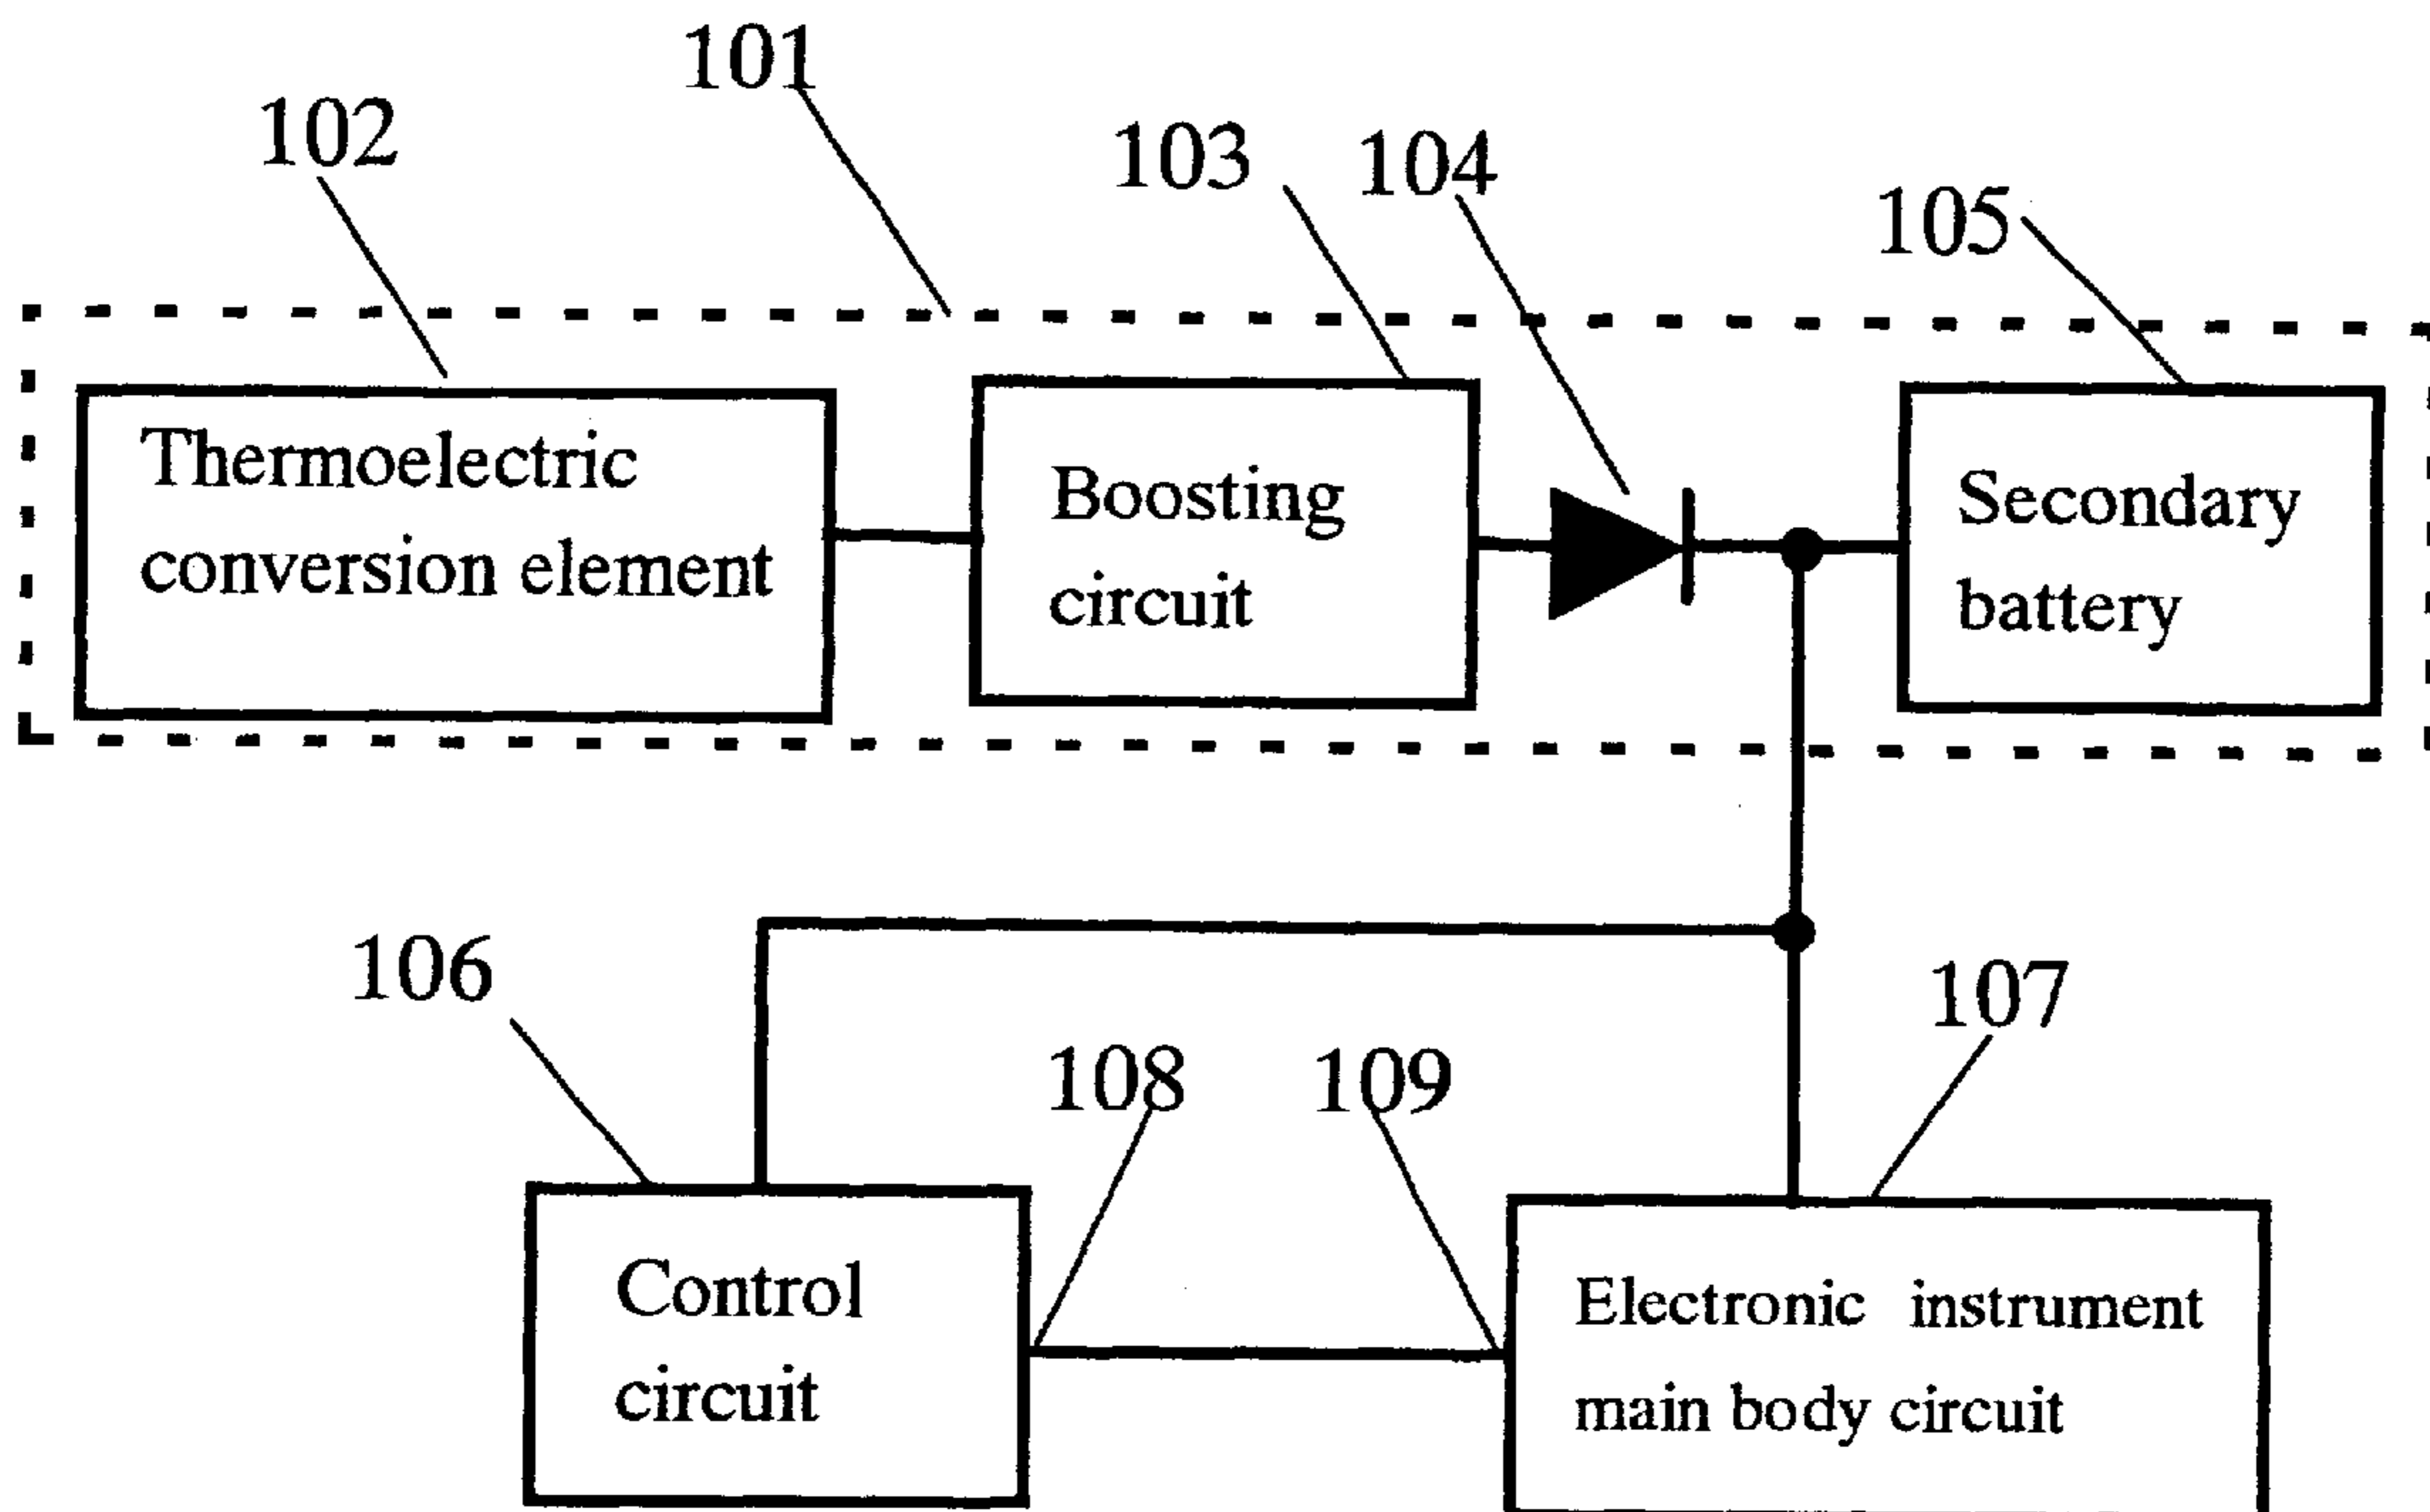 101
102
103
104
105
Thermoelectric
conversion element
Boosting
circuit
Secondary
battery
106
107
108
109
Control
circuit
Electronic instrument
main body circuit